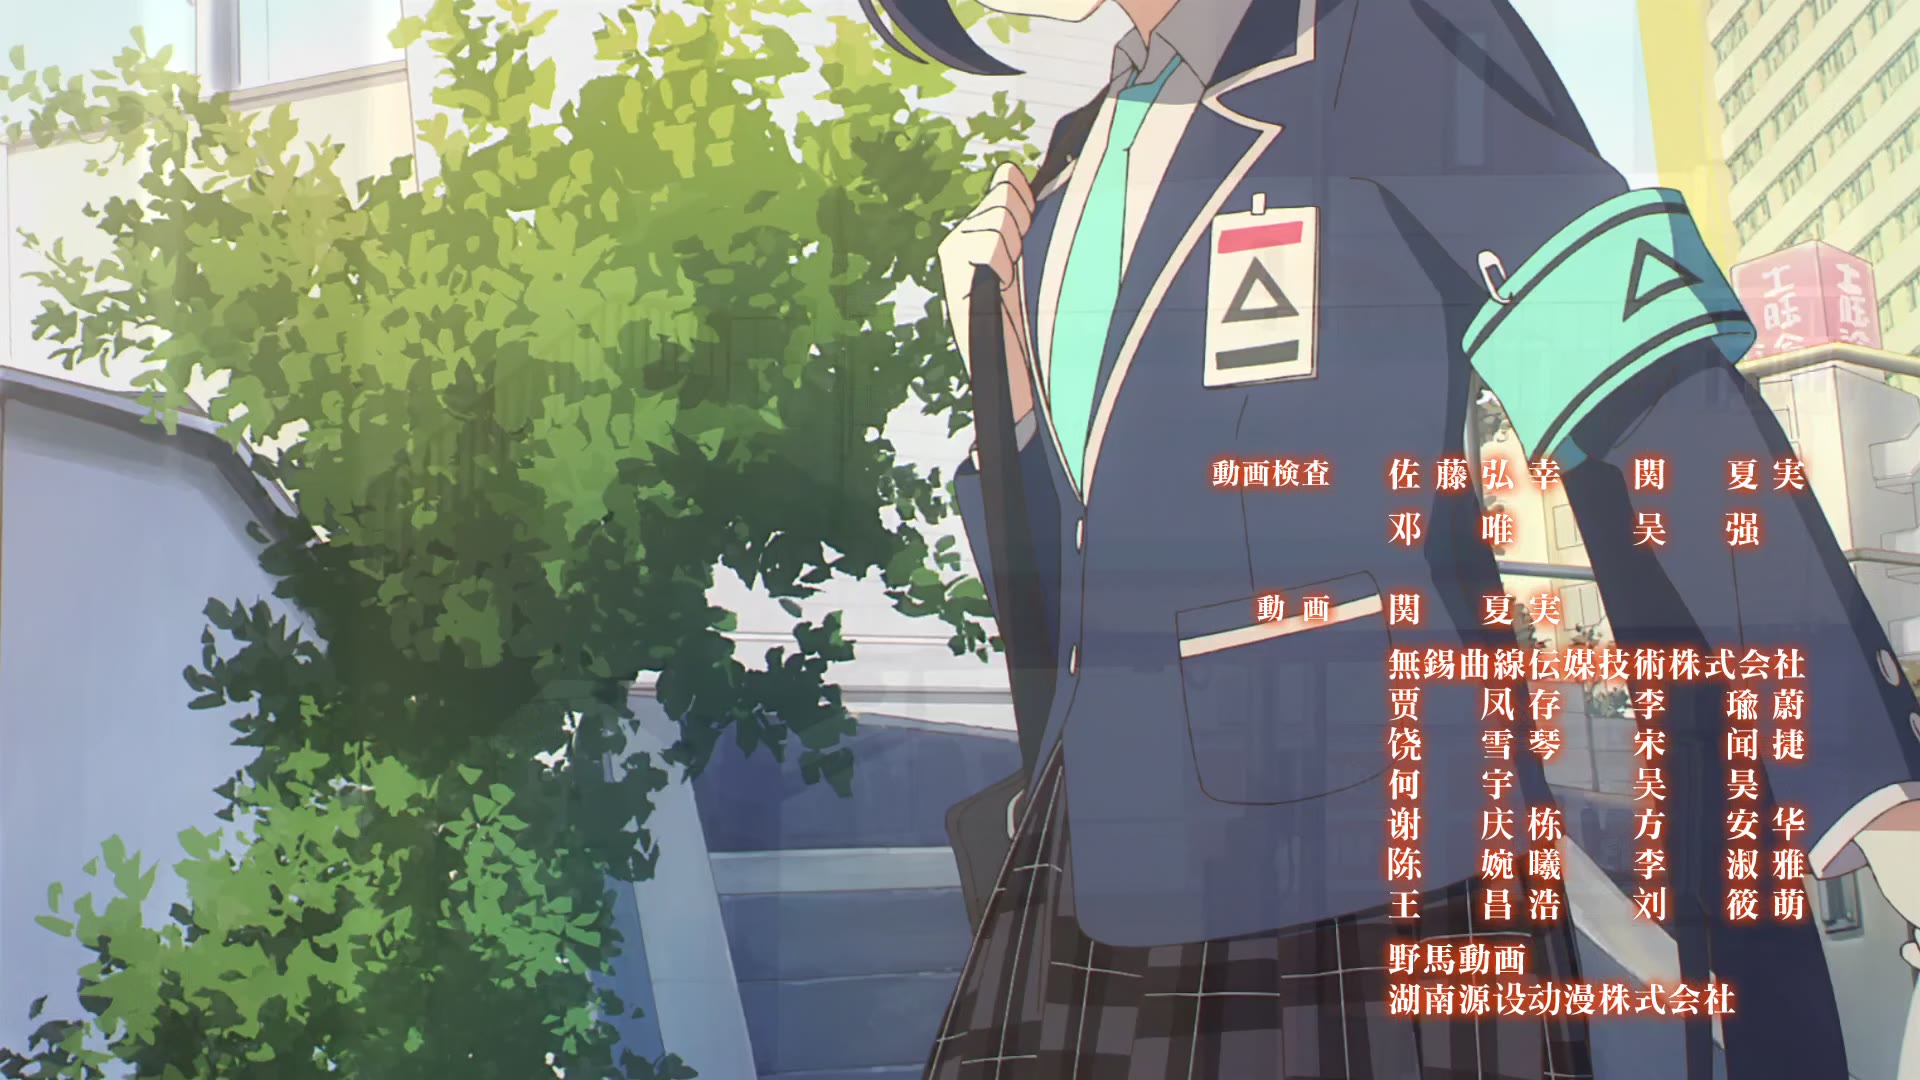 土
旺
土
旺
動画検査 佐藤弘幸 関夏実
邓唯 吴强
動画 関夏実
無錫曲線伝媒技術株式会社
贾凤存 李瑜蔚
饶雪琴 宋闻捷
何宇 吴昊
谢庆栋 方安华
陈婉曦 李淑雅
王昌浩 刘筱萌
野馬動画
湖南源设动漫株式会社